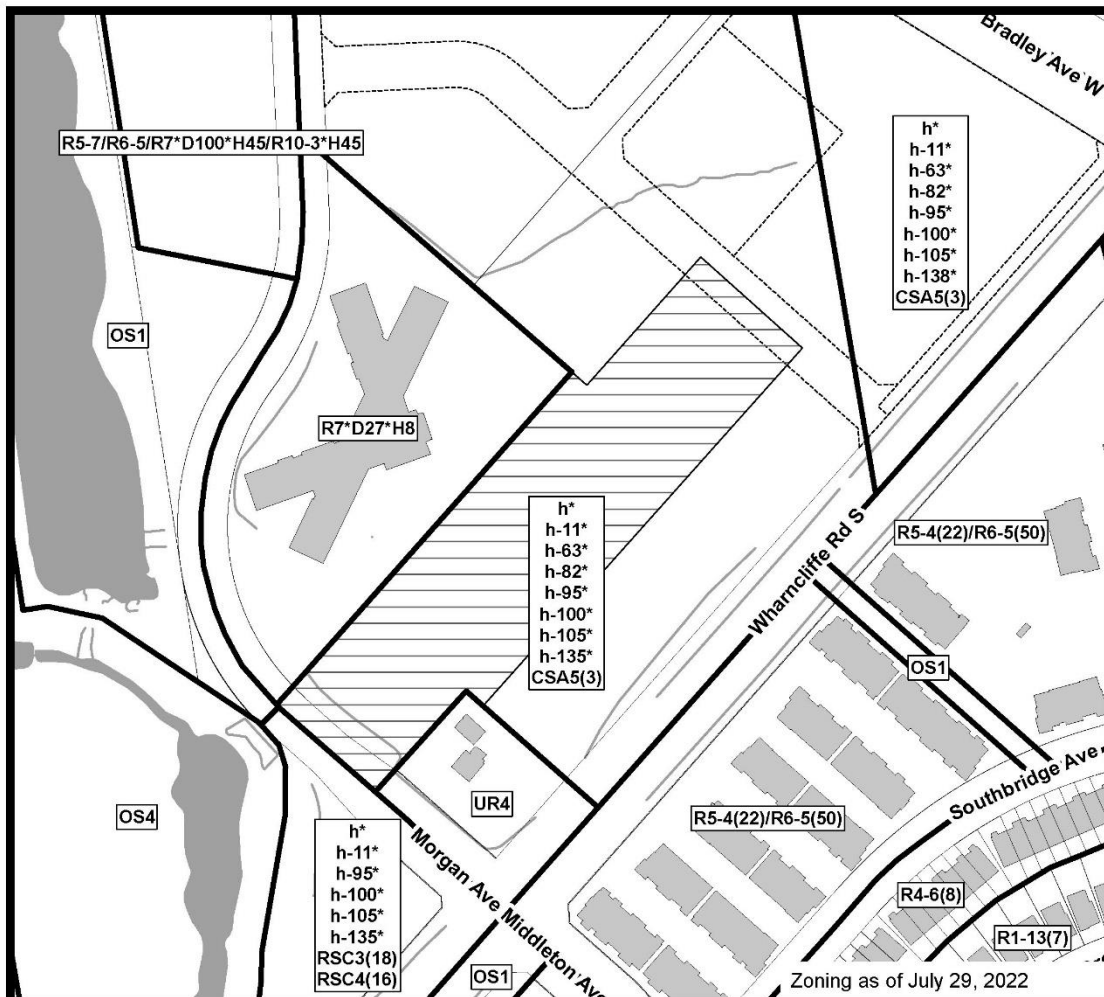 Bradley Ave W
R5-7/R6-5/R7*D100*H45/R10-3*H45
h*
h-11*
h-63*
h-82*
h-95*
h-100*
h-105*
h-138*
CSA5(3)
OS1
R7*D27*H8
h*
h-11*
h-63*
h-82*
h-95*
h-100*
h-105*
h-135*
CSA5(3)
Wharncliffe Rd S
R5-4(22)/R6-5(50)
OS1
Southbridge Ave
OS4
UR4
R5-4(22)/R6-5(50)
h*
h-11*
h-95*
h-100*
h-105*
h-135*
RSC3(18)
RSC4(16)
Morgan Ave
Middleton Ave
R4-6(8)
R1-13(7)
OS1
Zoning as of July 29, 2022